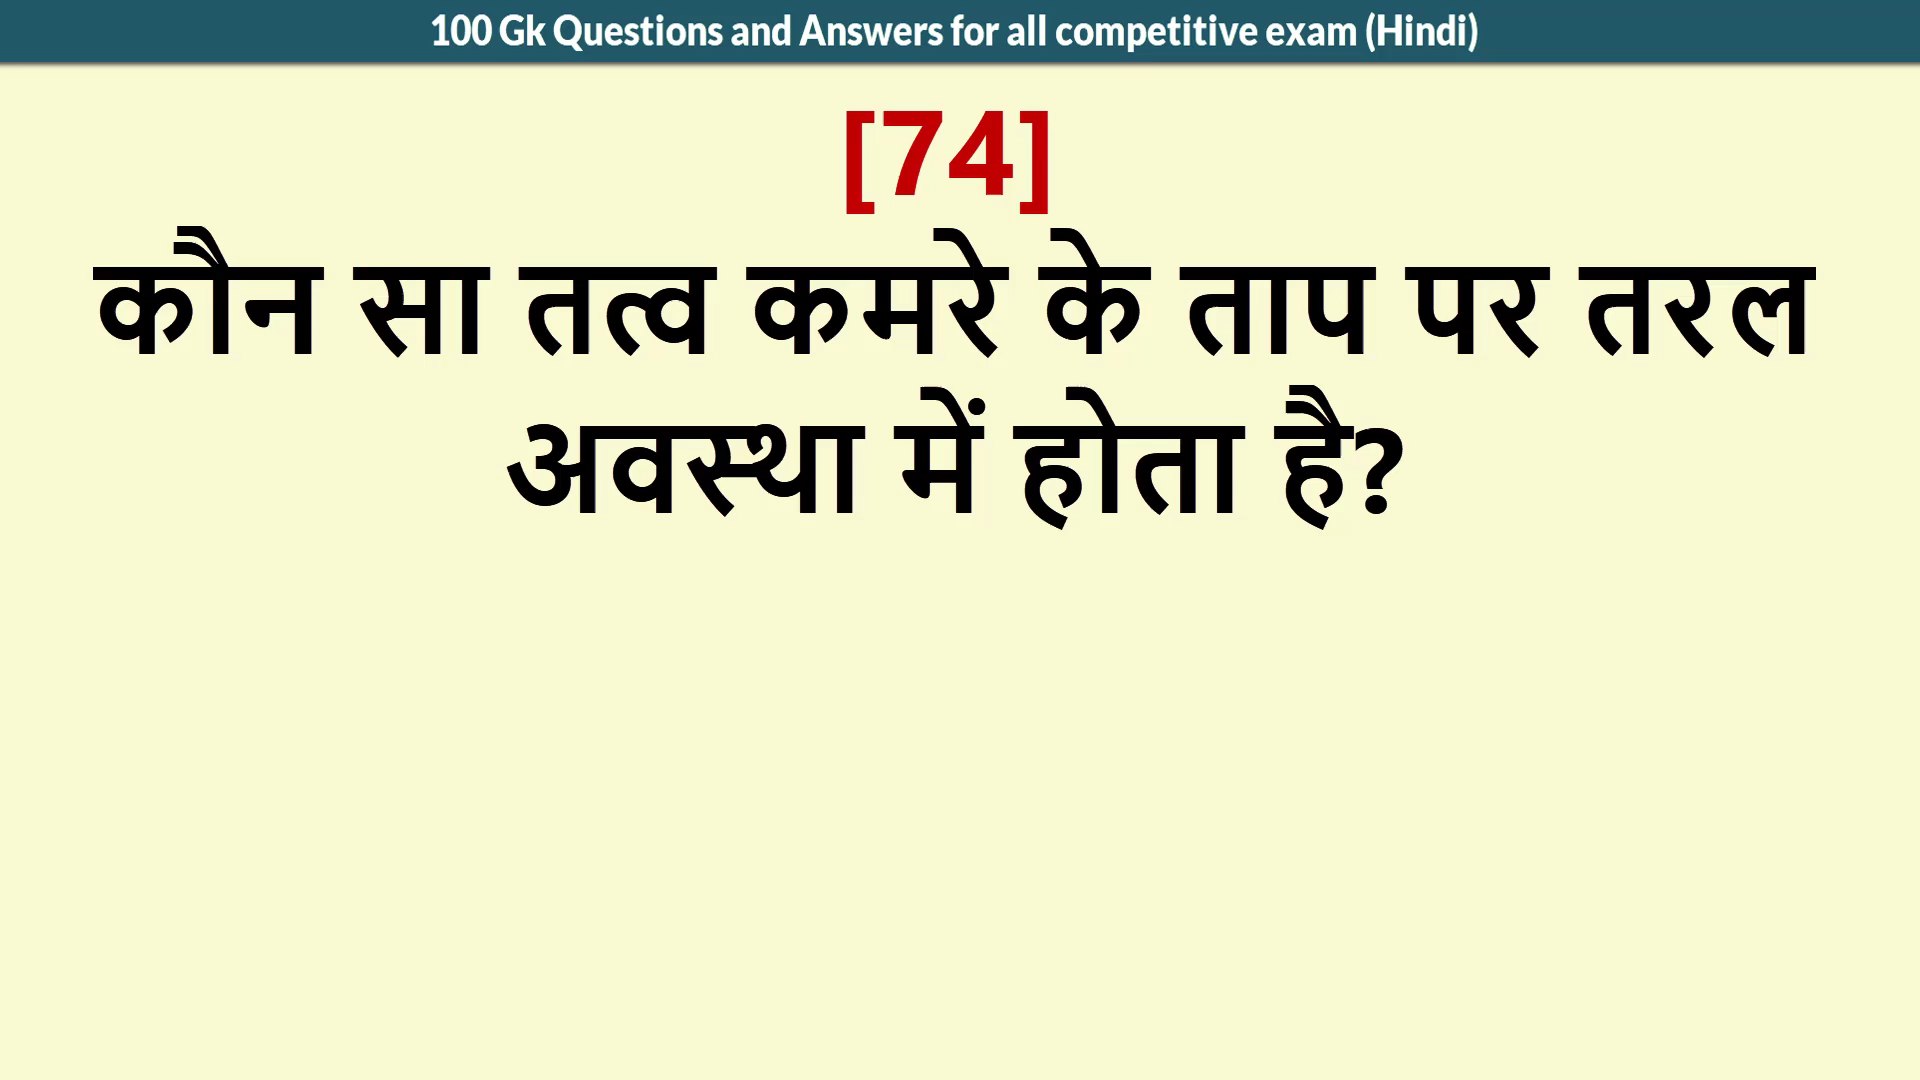 100 Gk Questions and Answers for all competitive exam (Hindi)
[74]
कौन सा तत्व कमरे के ताप पर तरल
अवस्था में होता है?